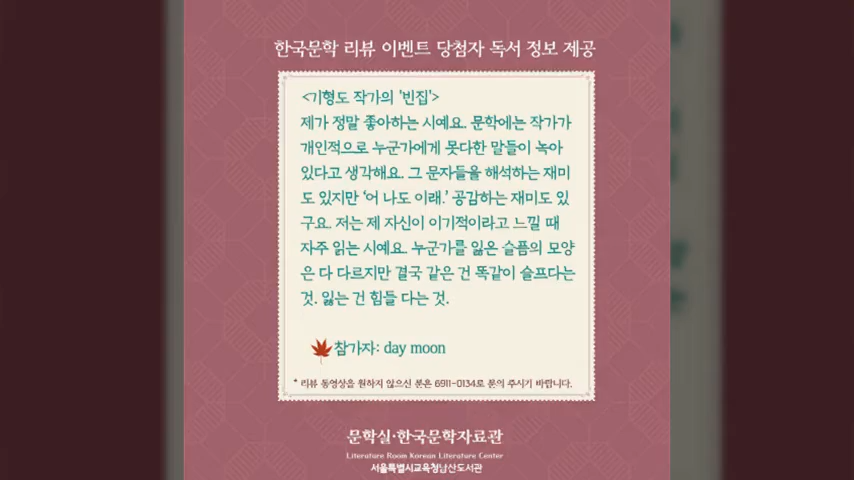 한국문학 리뷰 이벤트 당첨자 독서 정보 제공
<기형도 작가의 '빈집'>
제가 정말 좋아하는 시예요. 문학에는 작가가
개인적으로 누군가에게 못다한 말들이 녹아
있다고 생각해요. 그 문자들을 해석하는 재미
도 있지만 '어 나도 이래.' 공감하는 재미도 있
구요. 저는 제 자신이 이기적이라고 느낄 때
자주 읽는 시예요. 누군가를 잃은 슬픔의 모양
은 다 다르지만 결국 같은 건 똑같이 슬프다는
것. 잃는 건 힘들 다는 것.
참가자: day moon
* 리뷰 동영상을 원하지 않으신 분은 6911-0134로 문의 주시기 바랍니다.
문학실·한국문학자료관
Literature Room Korean Literature Center
서울특별시교육청남산도서관